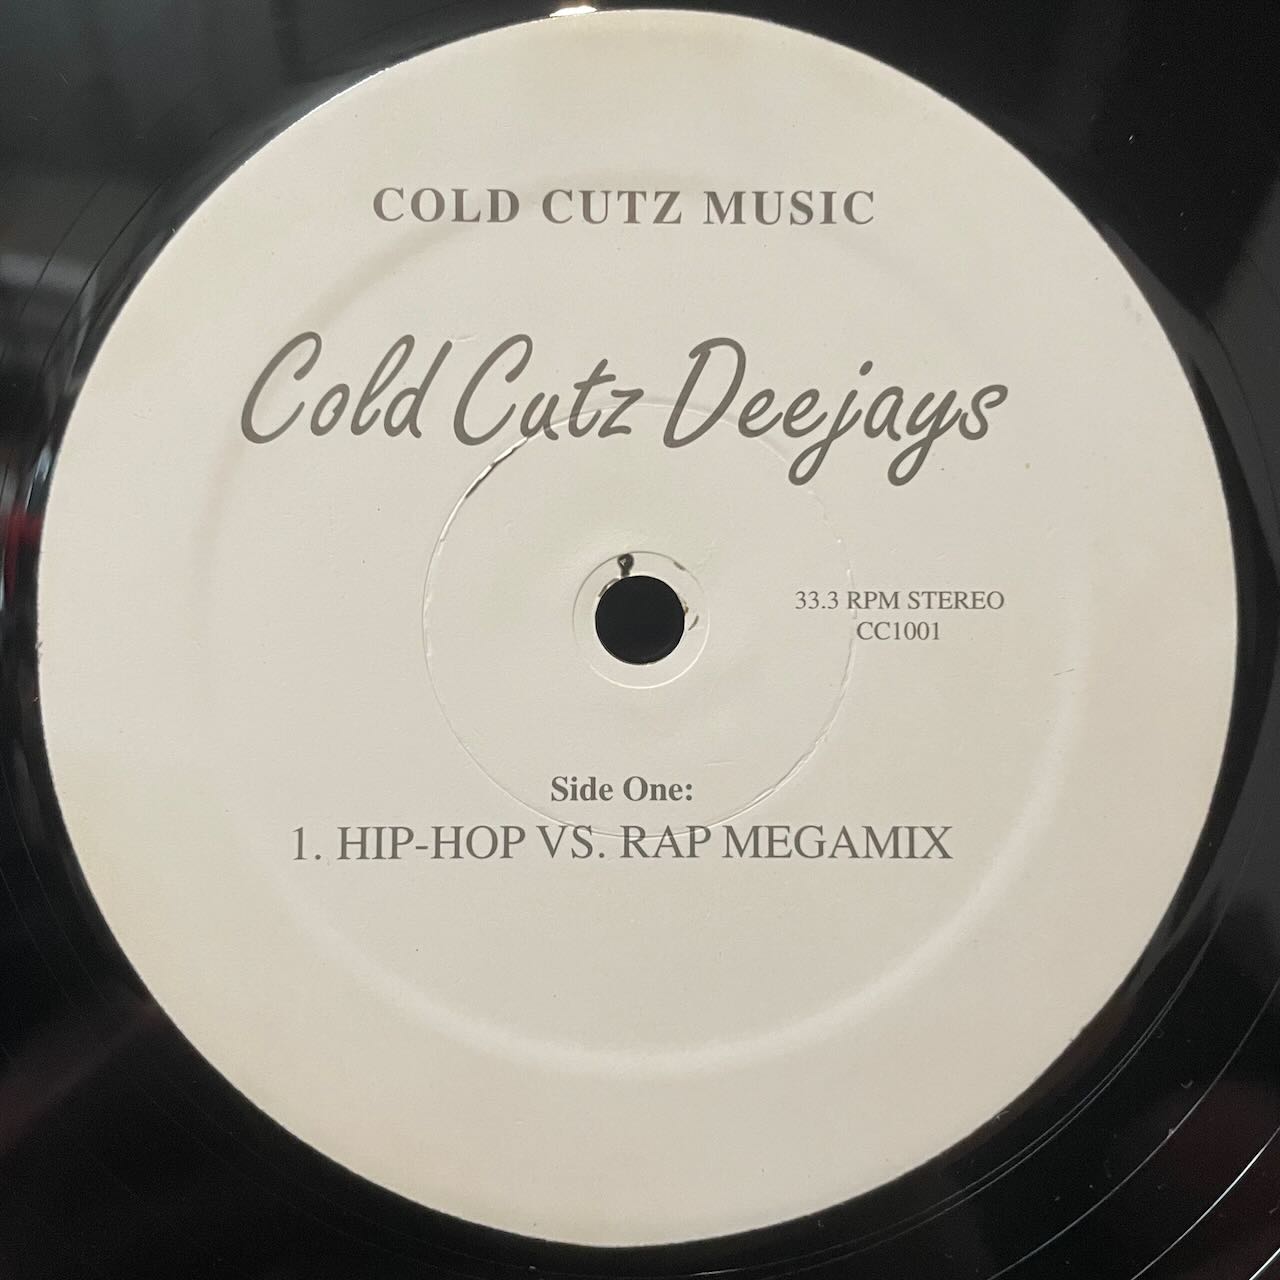 COLD CUTZ MUSIC
Cold Cutz Deejays
33.3 RPM STEREO
CC1001
Side One:
1. HIP-HOP VS. RAP MEGAMIX